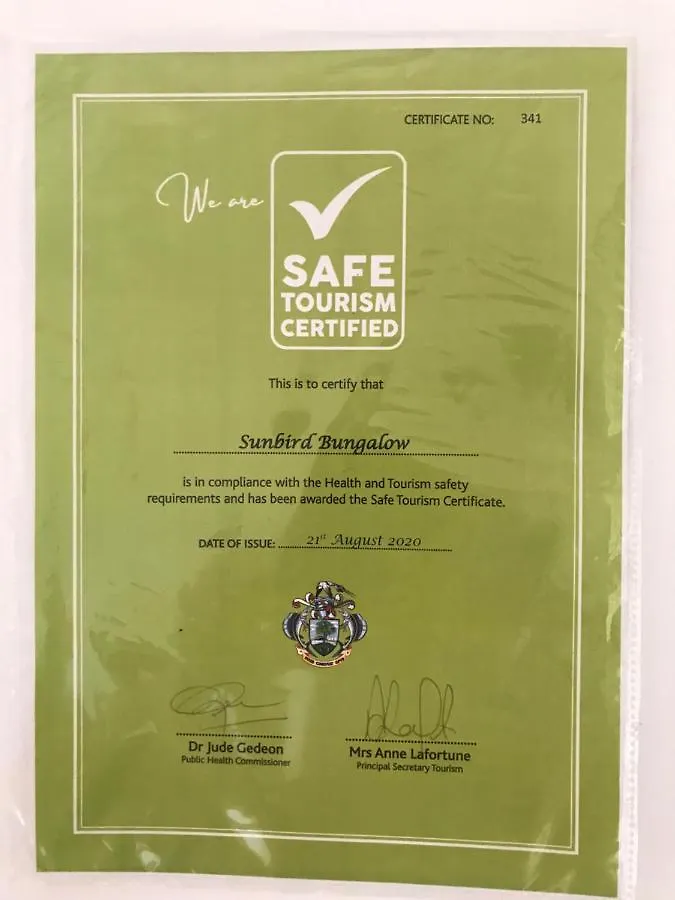 CERTIFICATE NO: 341
We are
SAFE
TOURISM
CERTIFIED
This is to certify that
Sunbird Bungalow
is in compliance with the Health and Tourism safety
requirements and has been awarded the Safe Tourism Certificate.
DATE OF ISSUE: 21st August 2020
Dr Jude Gedeon
Public Health Commissioner
Mrs Anne Lafortune
Principal Secretary Tourism